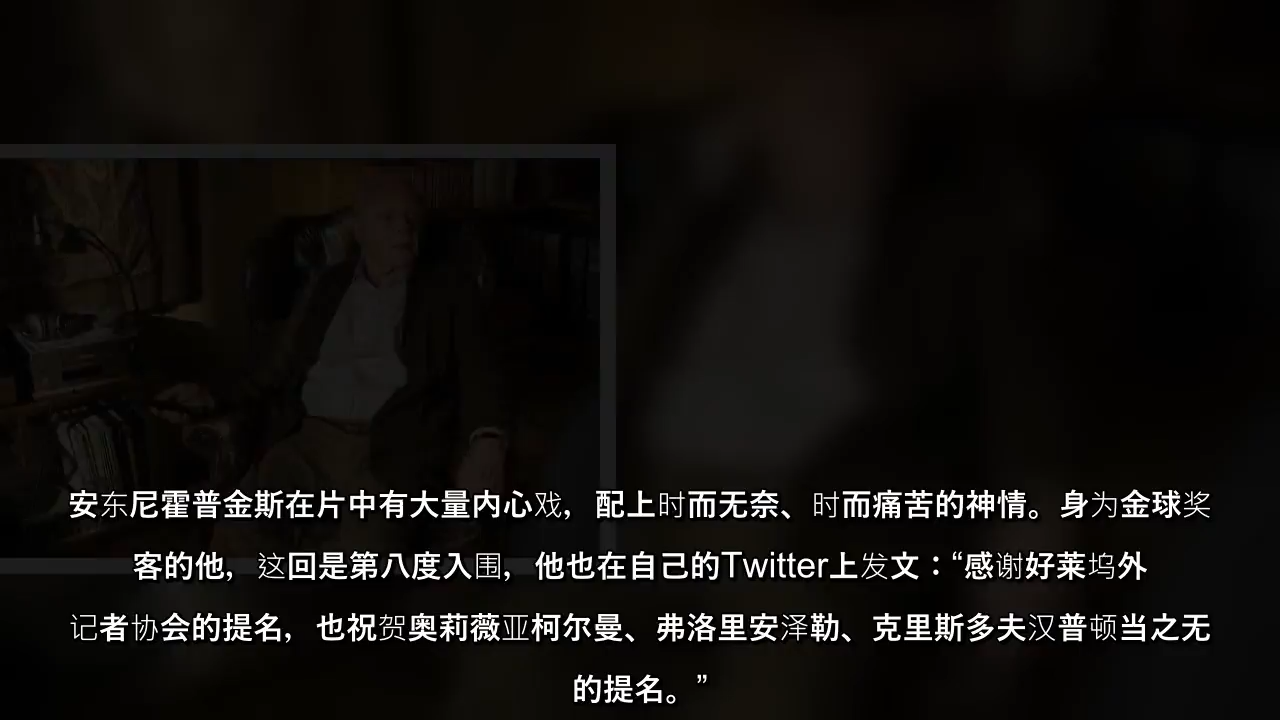 安东尼霍普金斯在片中有大量内心戏，配上时而无奈、时而痛苦的神情。身为金球奖
客的他，这回是第八度入围，他也在自己的Twitter上发文：“感谢好莱坞外
记者协会的提名，也祝贺奥莉薇亚柯尔曼、弗洛里安泽勒、克里斯多夫汉普顿当之无
的提名。”